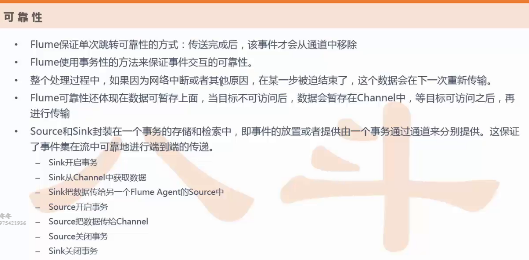 可靠性
• Flume保证单次跳转可靠性的方式：传送完成后，该事件才会从通道中移除
• Flume使用事务性的方法来保证事件交互的可靠性。
• 整个处理过程中，如果因为网络中断或者其他原因，在某一步被迫结束了，这个数据会在下一次重新传输。
• Flume可靠性还体现在数据可暂存上面，当目标不可访问后，数据会暂存在Channel中，等目标可访问之后，再
进行传输
• Source和Sink封装在一个事务的存储和检索中，即事件的放置或者提供由一个事务通过通道来分别提供。这保证
了事件集在流中可靠地进行端到端的传递。
– Sink开启事务
– Sink从Channel中获取数据
– Sink把数据传给另一个Flume Agent的Source中
– Source开启事务
– Source把数据传给Channel
– Source关闭事务
– Sink关闭事务
八斗